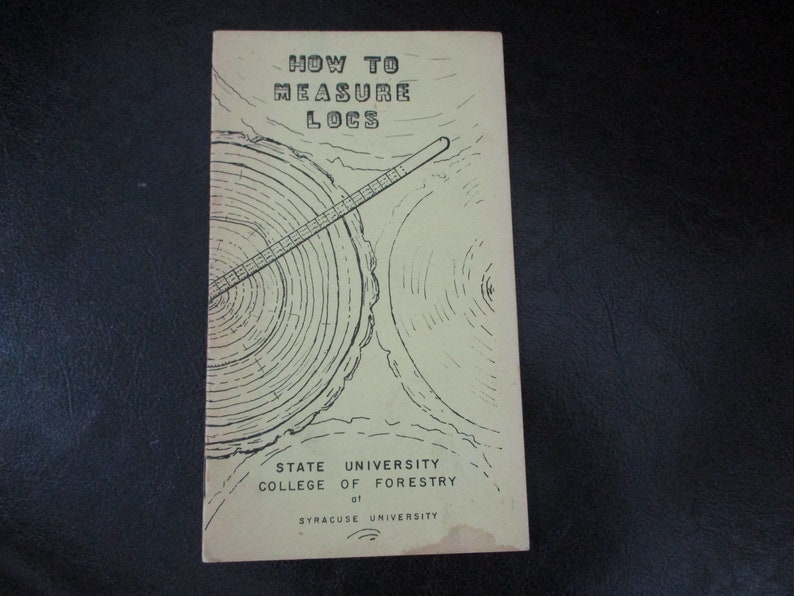 HOW TO
MEASURE
LOGS
STATE UNIVERSITY
COLLEGE OF FORESTRY
at
SYRACUSE UNIVERSITY